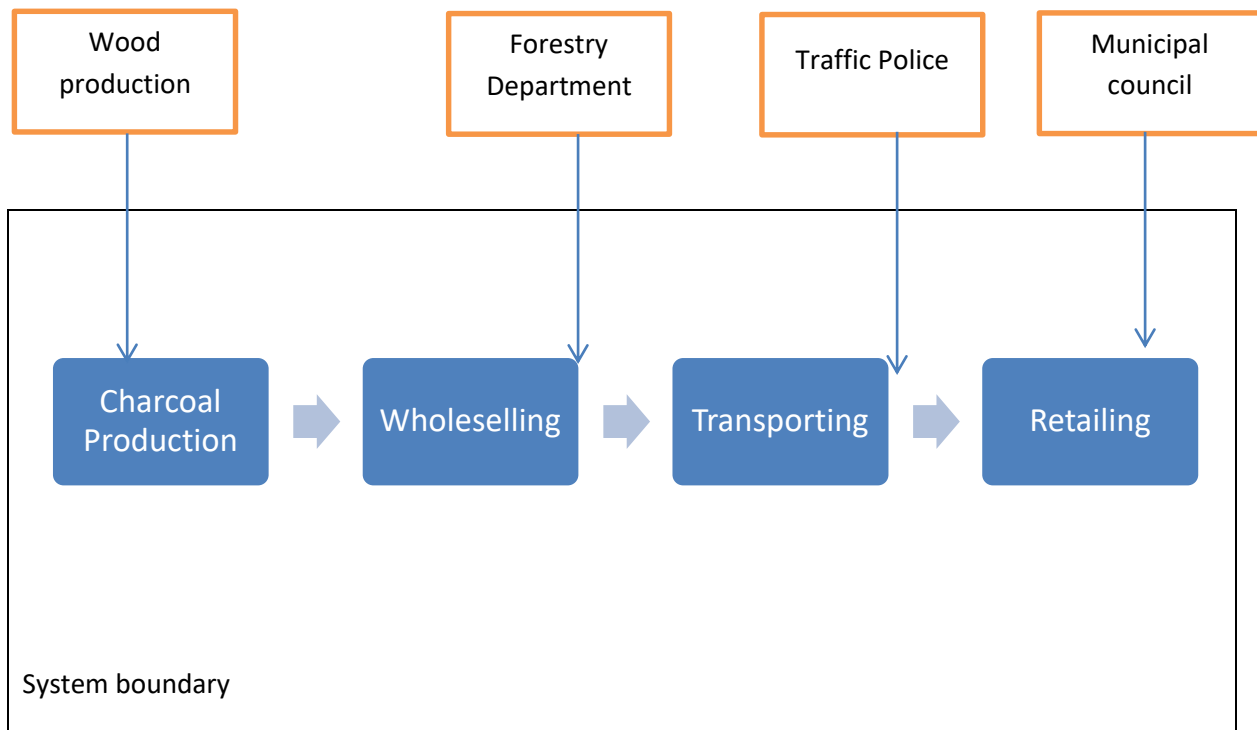 Wood
production
Forestry
Department
Traffic Police
Municipal
council
Charcoal
Production
Wholeselling
Transporting
Retailing
System boundary